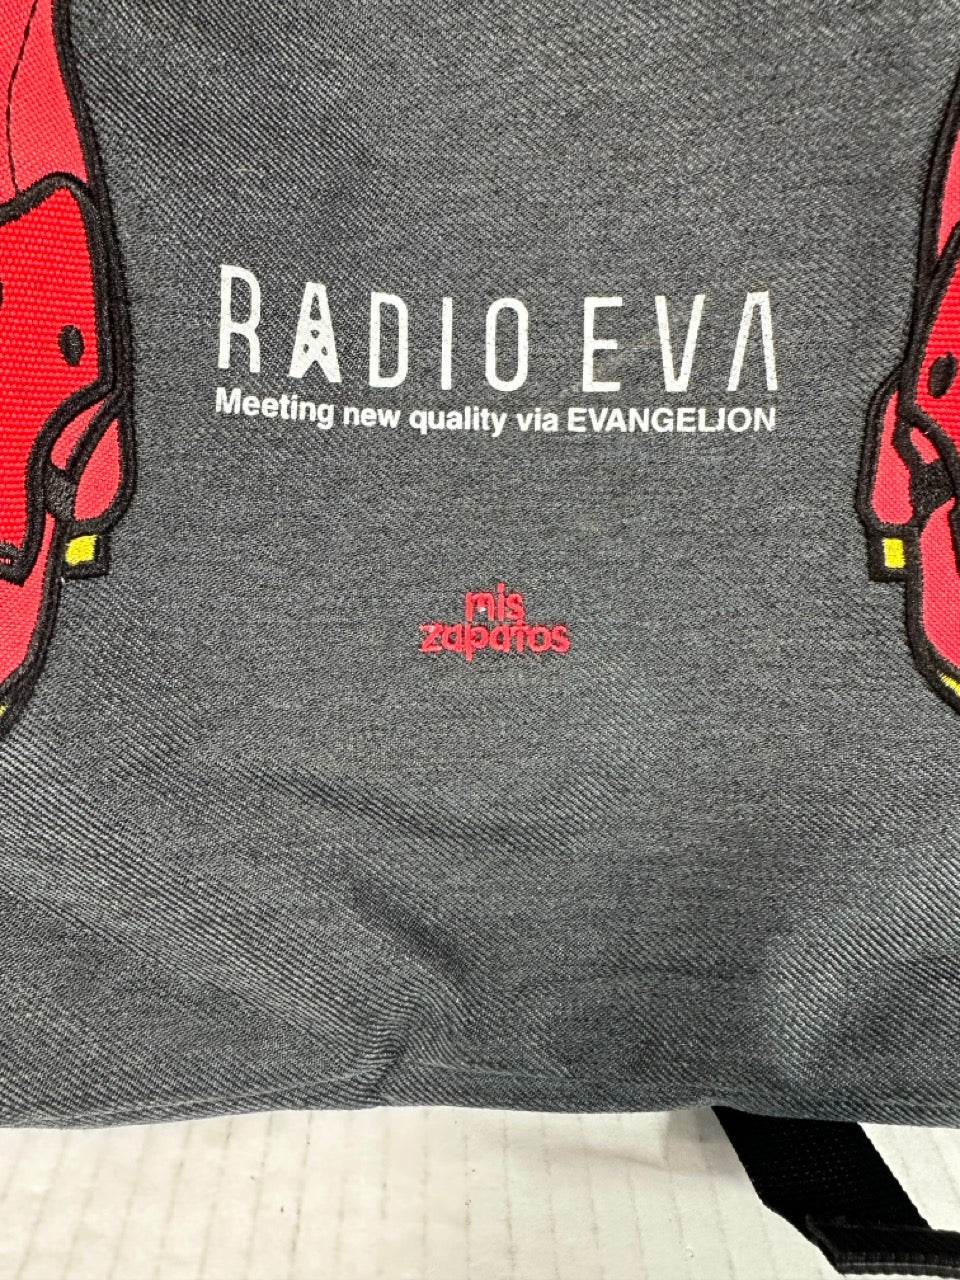 RADIO EVA
Meeting new quality via EVANGELION
mis
zapatos